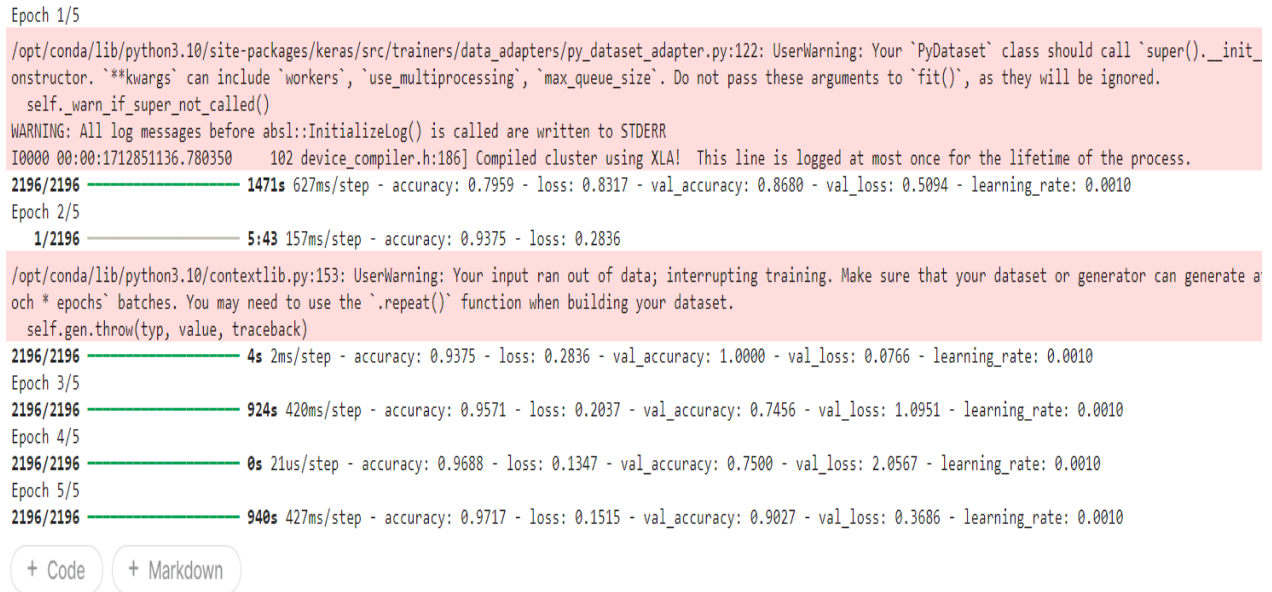 Epoch 1/5
/opt/conda/lib/python3.10/site-packages/keras/src/trainers/data_adapters/py_dataset_adapter.py:122: UserWarning: Your `PyDataset` class should call `super().__init_
onstructor. `**kwargs` can include `workers`, `use_multiprocessing`, `max_queue_size`. Do not pass these arguments to `fit()`, as they will be ignored.
self._warn_if_super_not_called()
WARNING: All log messages before absl::InitializeLog() is called are written to STDERR
I0000 00:00:1712851136.780350     102 device_compiler.h:186] Compiled cluster using XLA!  This line is logged at most once for the lifetime of the process.
2196/2196 ━━━━━━━━━━━━━━━━━━━━ 1471s 627ms/step - accuracy: 0.7959 - loss: 0.8317 - val_accuracy: 0.8680 - val_loss: 0.5094 - learning_rate: 0.0010
Epoch 2/5
1/2196 ━━━━━━━━━━━━━━━━━━━━ 5:43 157ms/step - accuracy: 0.9375 - loss: 0.2836
/opt/conda/lib/python3.10/contextlib.py:153: UserWarning: Your input ran out of data; interrupting training. Make sure that your dataset or generator can generate a
och * epochs` batches. You may need to use the `.repeat()` function when building your dataset.
self.gen.throw(typ, value, traceback)
2196/2196 ━━━━━━━━━━━━━━━━━━━━ 4s 2ms/step - accuracy: 0.9375 - loss: 0.2836 - val_accuracy: 1.0000 - val_loss: 0.0766 - learning_rate: 0.0010
Epoch 3/5
2196/2196 ━━━━━━━━━━━━━━━━━━━━ 924s 420ms/step - accuracy: 0.9571 - loss: 0.2037 - val_accuracy: 0.7456 - val_loss: 1.0951 - learning_rate: 0.0010
Epoch 4/5
2196/2196 ━━━━━━━━━━━━━━━━━━━━ 0s 21us/step - accuracy: 0.9688 - loss: 0.1347 - val_accuracy: 0.7500 - val_loss: 2.0567 - learning_rate: 0.0010
Epoch 5/5
2196/2196 ━━━━━━━━━━━━━━━━━━━━ 940s 427ms/step - accuracy: 0.9717 - loss: 0.1515 - val_accuracy: 0.9027 - val_loss: 0.3686 - learning_rate: 0.0010
+ Code + Markdown